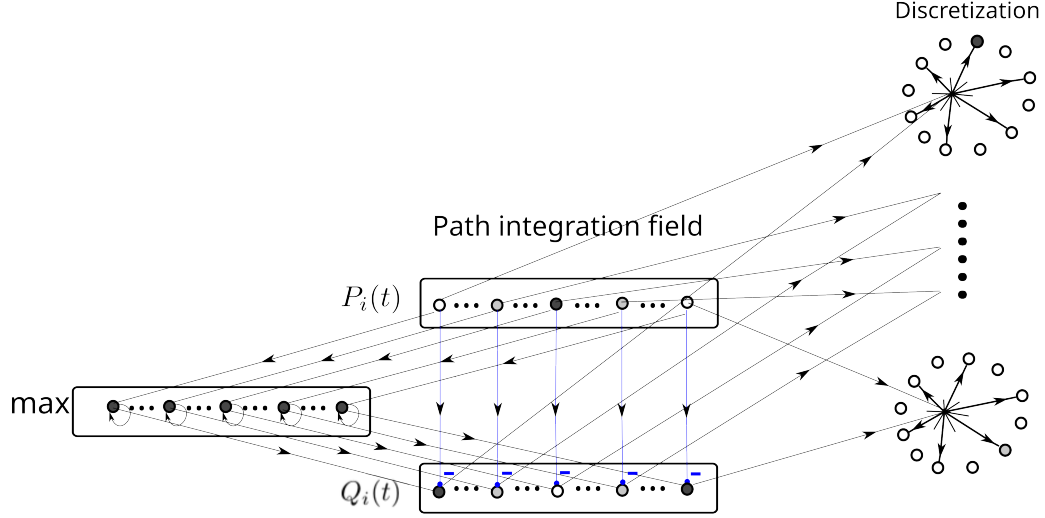 Discretization
Path integration field
P_i(t)
max
Q_i(t)